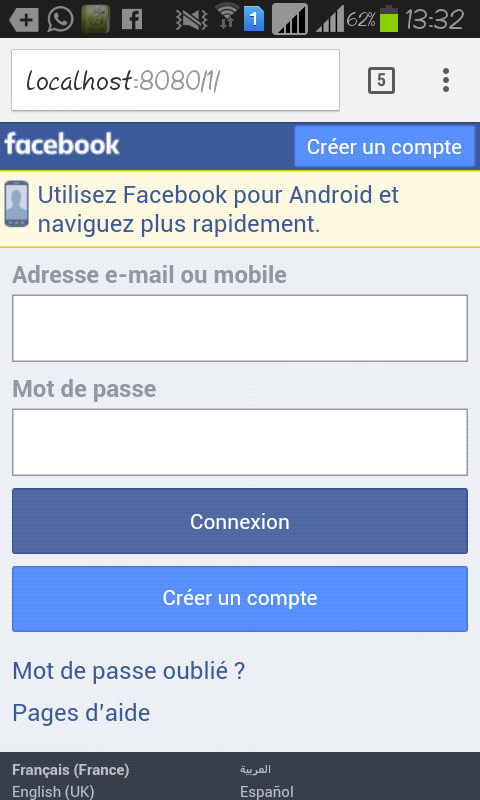 1 62% 13:32
localhost:8080/1/ 5
facebook Créer un compte
Utilisez Facebook pour Android et
naviguez plus rapidement.
Adresse e-mail ou mobile
Mot de passe
Connexion
Créer un compte
Mot de passe oublié ?
Pages d'aide
Français (France) العربية
English (UK) Español